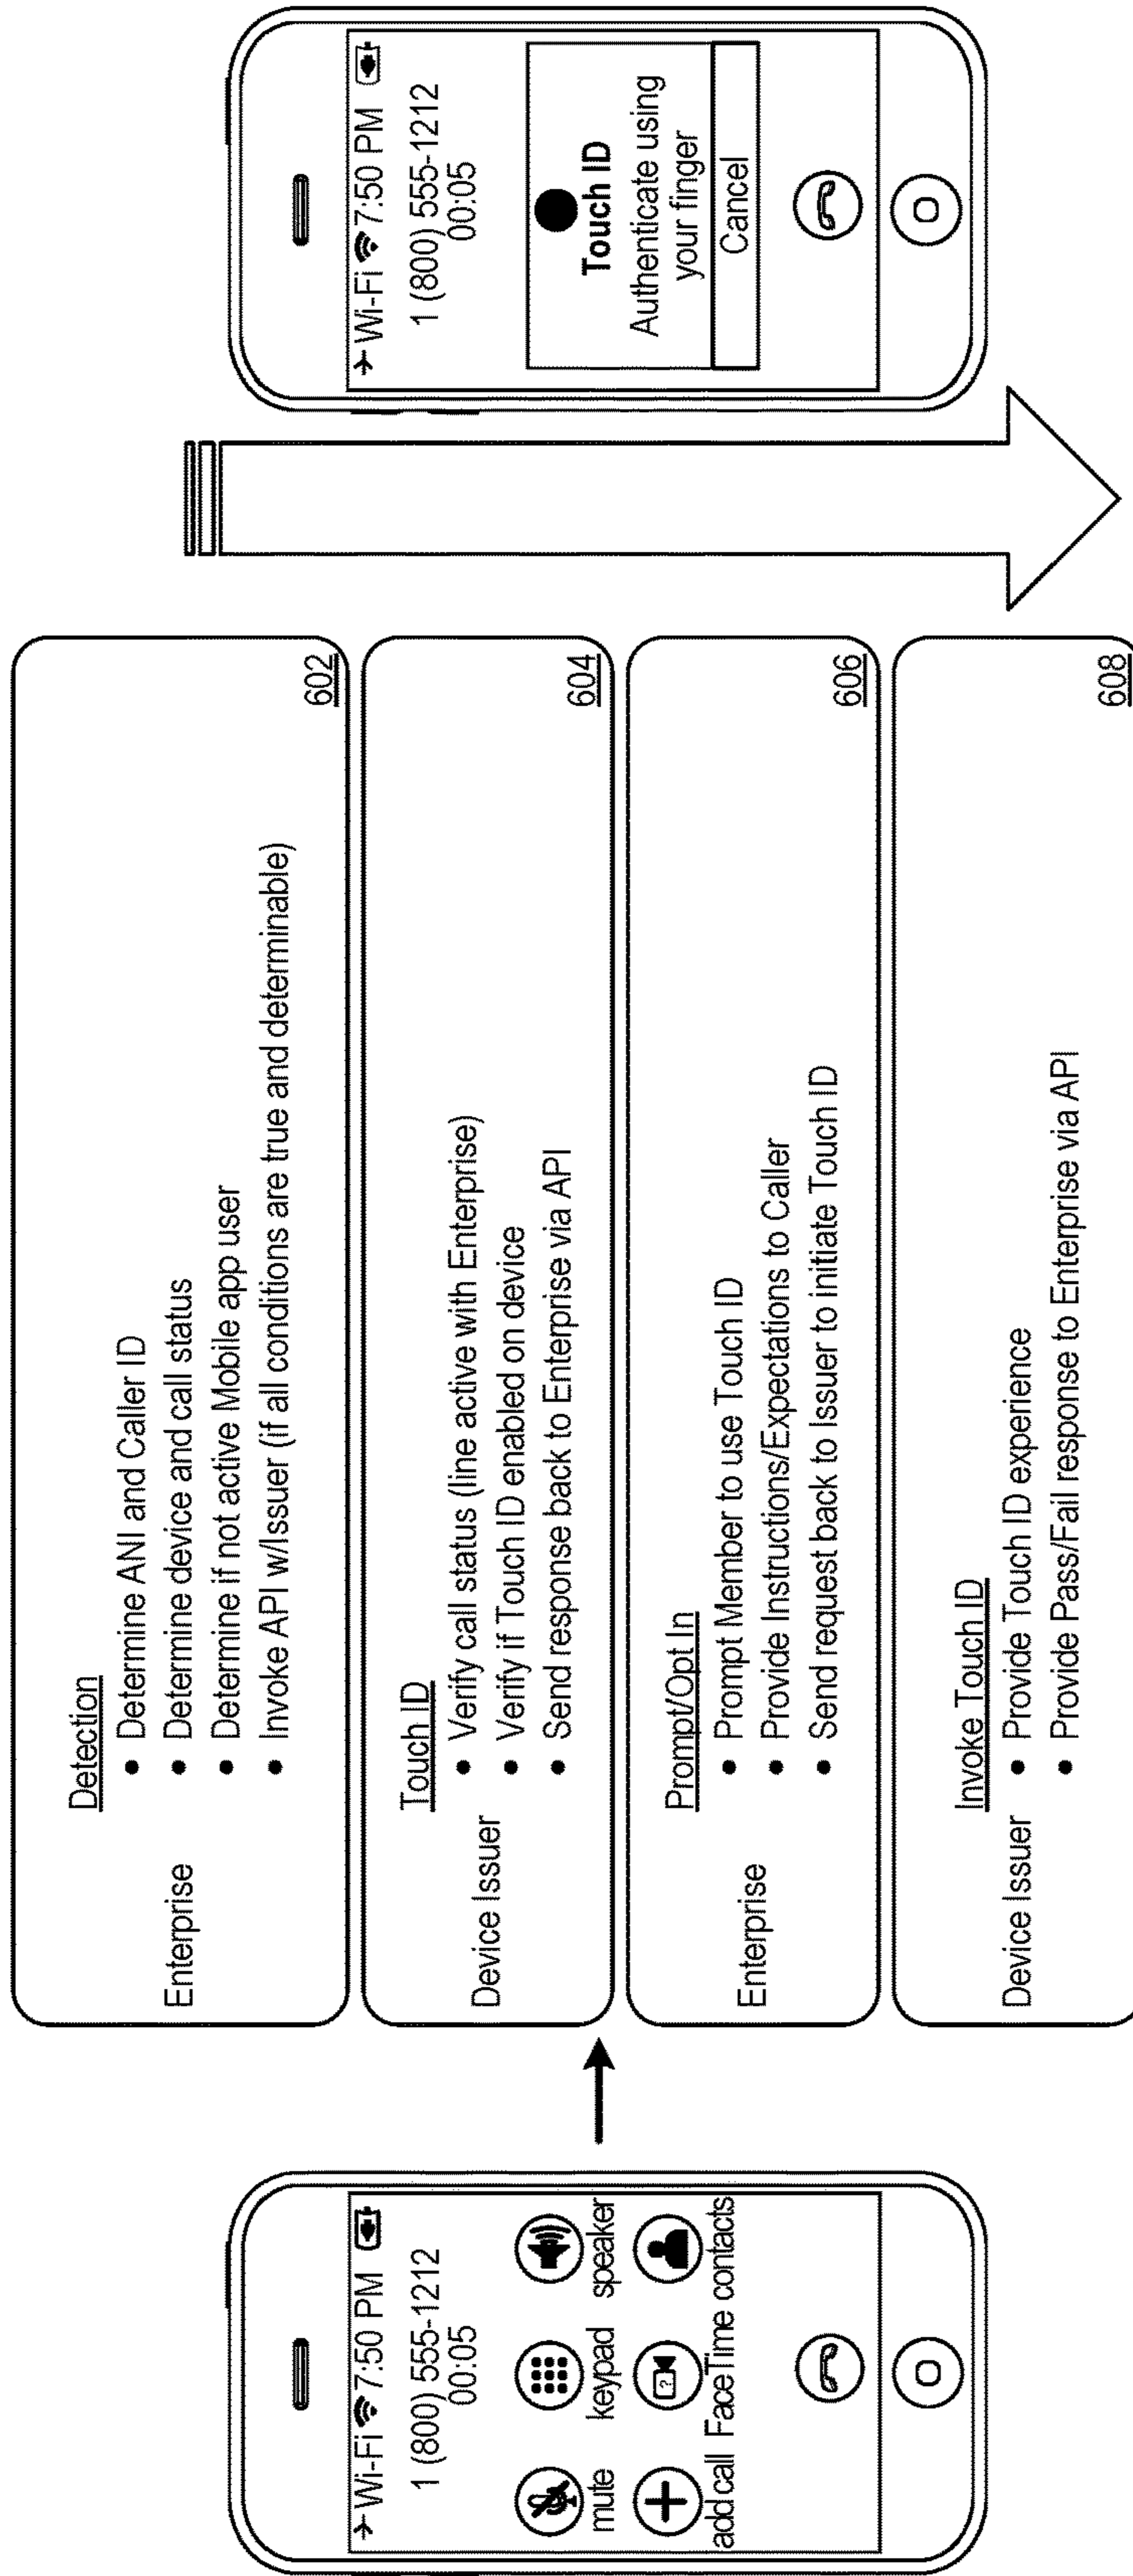 Wi-Fi 7:50 PM
1 (800) 555-1212
00:05
mute keypad speaker
add call FaceTime contacts
Enterprise
Detection
• Determine ANI and Caller ID
• Determine device and call status
• Determine if not active Mobile app user
• Invoke API w/Issuer (if all conditions are true and determinable)
602
Device Issuer
Touch ID
• Verify call status (line active with Enterprise)
• Verify if Touch ID enabled on device
• Send response back to Enterprise via API
604
Enterprise
Prompt/Opt In
• Prompt Member to use Touch ID
• Provide Instructions/Expectations to Caller
• Send request back to Issuer to initiate Touch ID
606
Device Issuer
Invoke Touch ID
• Provide Touch ID experience
• Provide Pass/Fail response to Enterprise via API
608
Wi-Fi 7:50 PM
1 (800) 555-1212
00:05
Touch ID
Authenticate using
your finger
Cancel